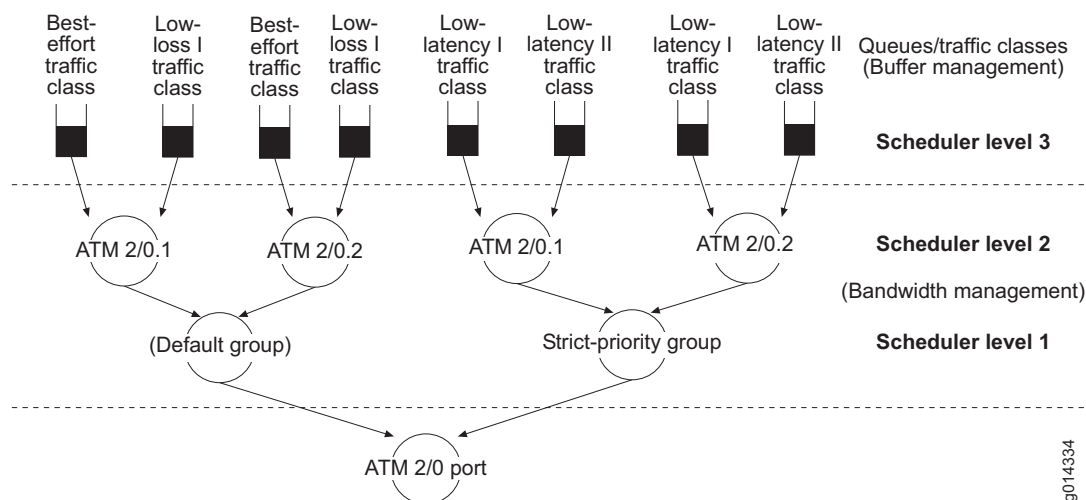 Best-
effort
traffic
class
Low-
loss I
traffic
class
Best-
effort
traffic
class
Low-
loss I
traffic
class
Low-
latency I
traffic
class
Low-
latency II
traffic
class
Low-
latency I
traffic
class
Low-
latency II
traffic
class
Queues/traffic classes
(Buffer management)
Scheduler level 3
ATM 2/0.1
ATM 2/0.2
ATM 2/0.1
ATM 2/0.2
Scheduler level 2
(Bandwidth management)
(Default group)
Strict-priority group
Scheduler level 1
ATM 2/0 port
g014334